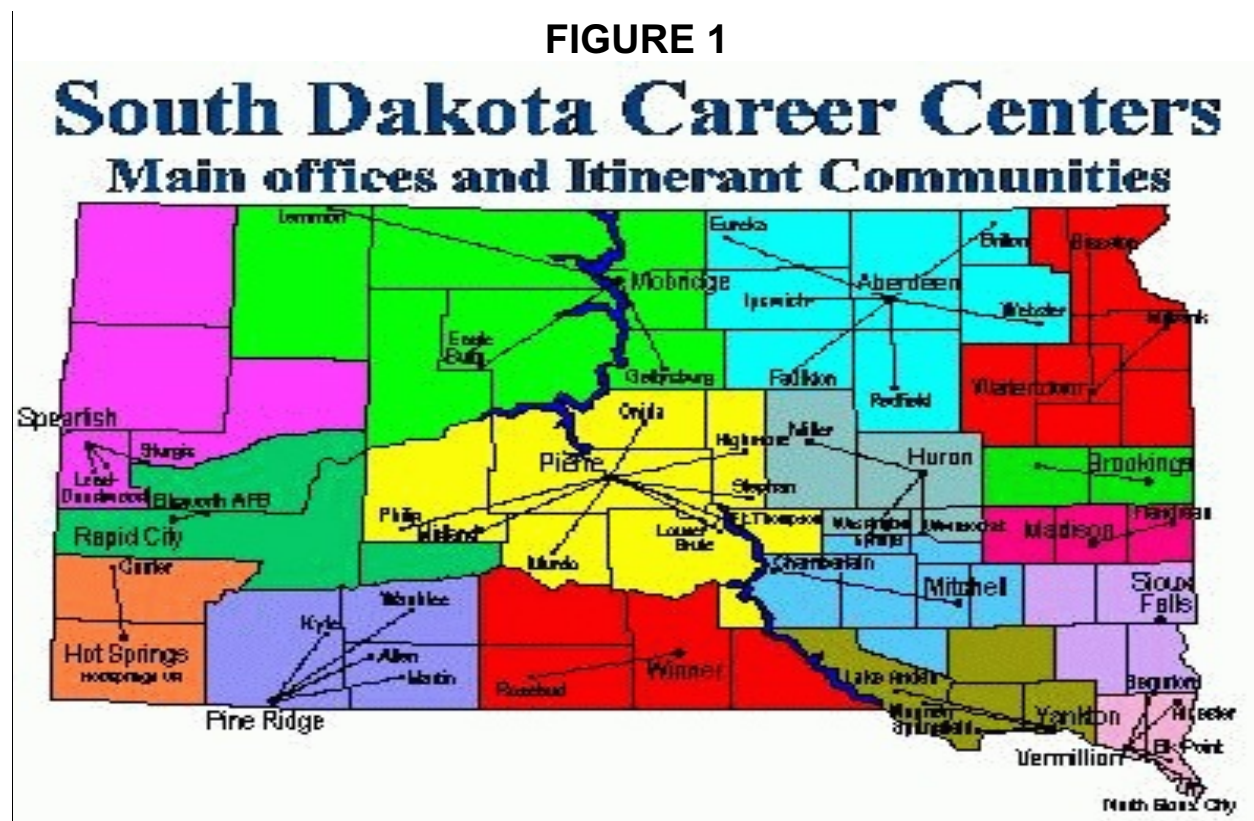 FIGURE 1
South Dakota Career Centers
Main offices and Itinerant Communities
Lemmon
Eureka
Britton
Sisseton
Mobridge
Ipswich
Aberdeen
Webster
Milbank
Eagle
Butte
Gettysburg
Faulkton
Redfield
Watertown
Spearfish
Sturgis
Onida
Highmore
Miller
Huron
Brookings
Lead-
Deadwood
Ellsworth AFB
Pierre
Stephan
Rapid City
Philip
Midland
Lower
Brule
Ft. Thompson
Wessington
Springs
Woonsocket
Madison
Flandreau
Custer
Murdo
Chamberlain
Mitchell
Sioux
Falls
Kyle
Wanblee
Hot Springs
Allen
Martin
Rosebud
Winner
Lake Andes
Pine Ridge
Springfield
Yankton
Beresford
Alcester
Vermillion
Elk Point
North Sioux City